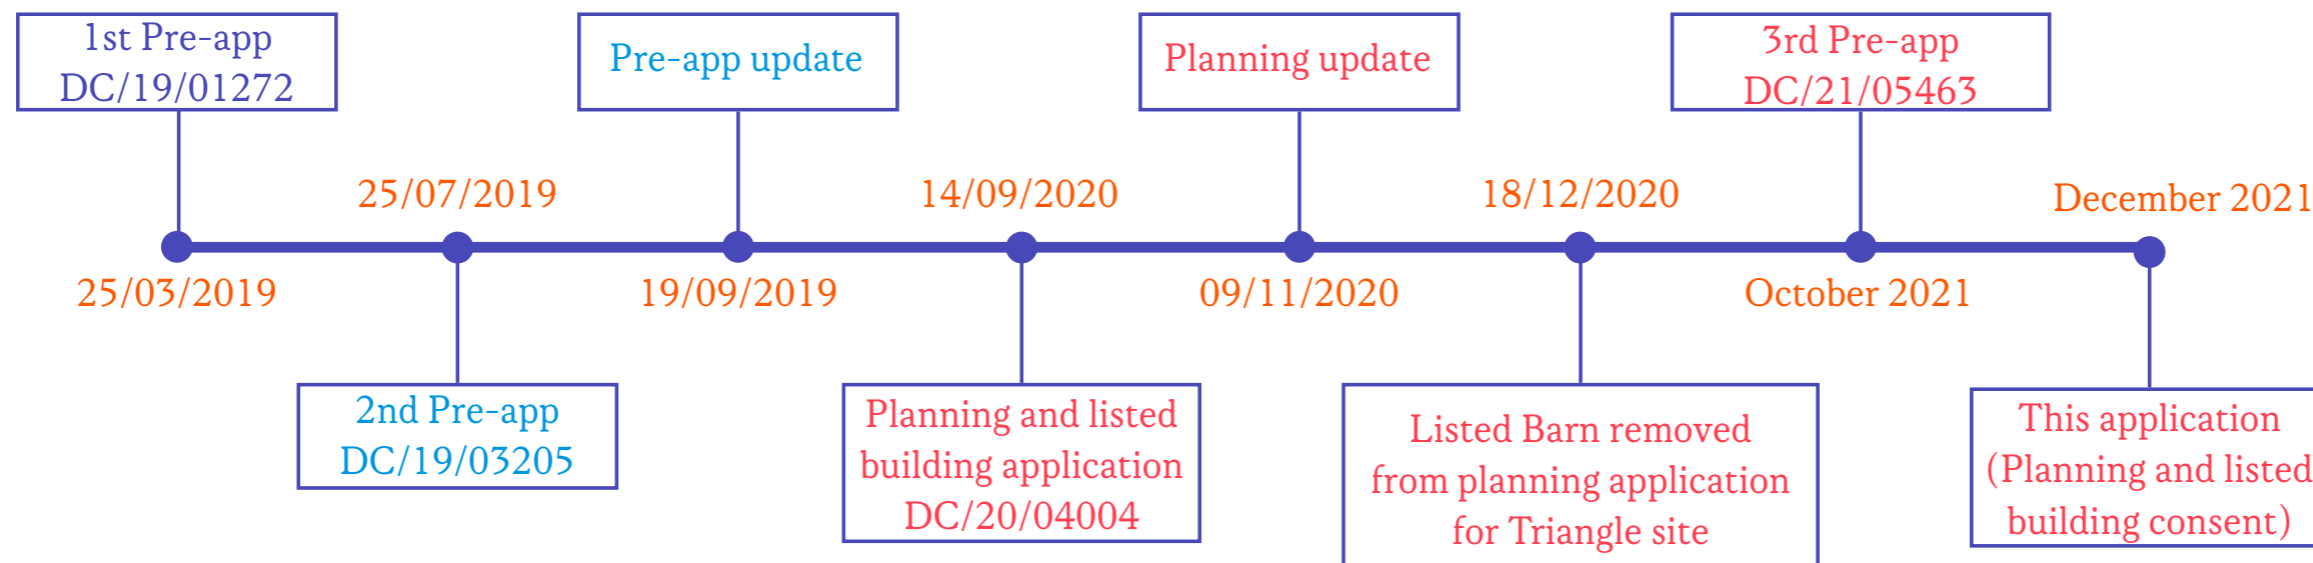 1st Pre-app
DC/19/01272
Pre-app update
Planning update
3rd Pre-app
DC/21/05463
25/07/2019
14/09/2020
18/12/2020
December 2021
25/03/2019
19/09/2019
09/11/2020
October 2021
2nd Pre-app
DC/19/03205
Planning and listed
building application
DC/20/04004
Listed Barn removed
from planning application
for Triangle site
This application
(Planning and listed
building consent)